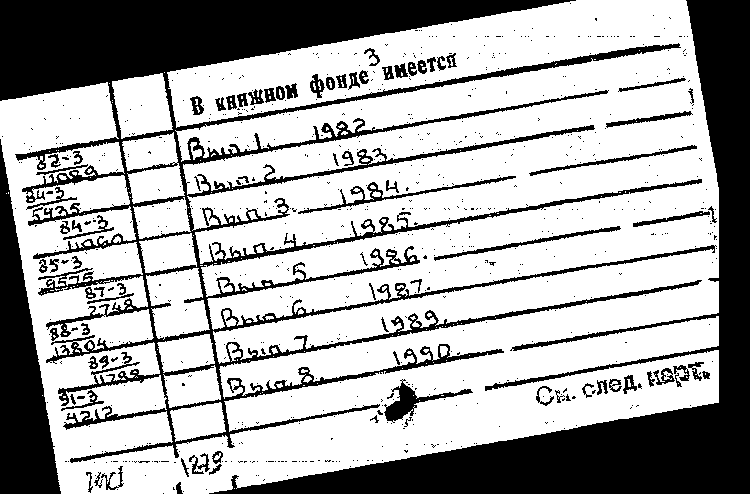 3
В книжном фонде имеется
82-3
11089
Вып. 1. 1982.
84-3
5435
Вып. 2. 1983.
84-3
11060
Вып. 3. 1984.
85-3
9575
Вып. 4. 1985.
87-3
2748
Вып. 5 1986.
88-3
13804
Вып. 6. 1987.
89-3
11788
Вып. 7. 1989.
91-3
4212
Вып. 8. 1990
См. след. карт.
1279